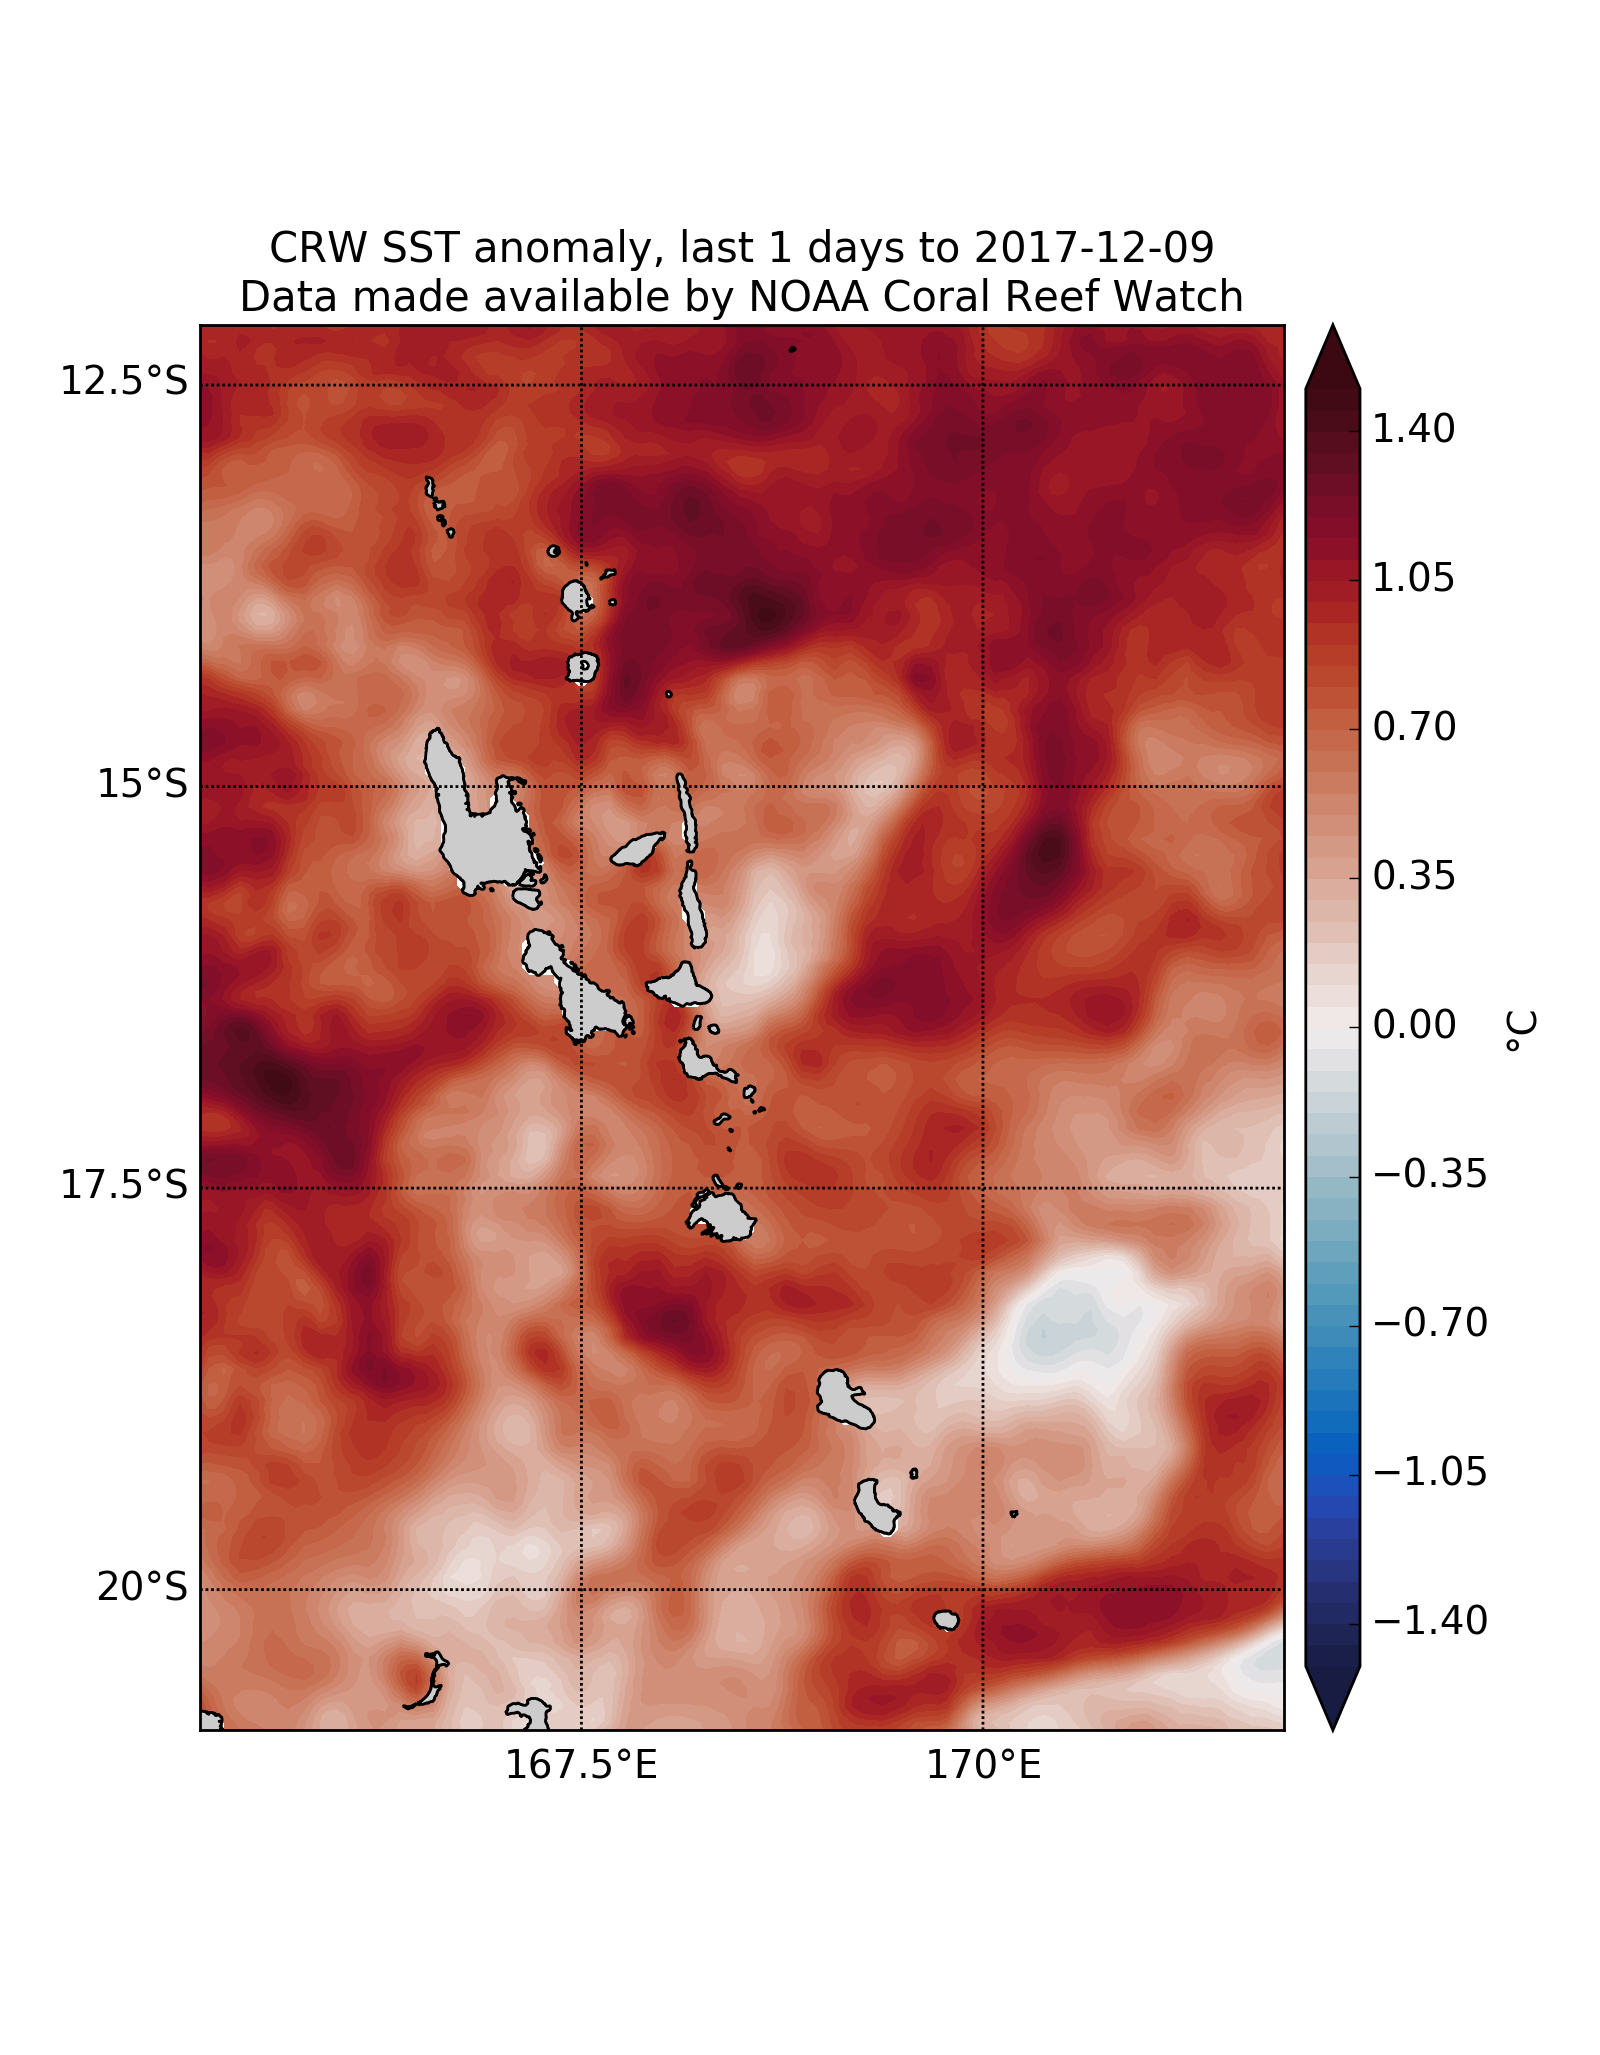 CRW SST anomaly, last 1 days to 2017-12-09
Data made available by NOAA Coral Reef Watch
12.5°S
15°S
17.5°S
20°S
167.5°E
170°E
1.40
1.05
0.70
0.35
0.00
−0.35
−0.70
−1.05
−1.40
°C